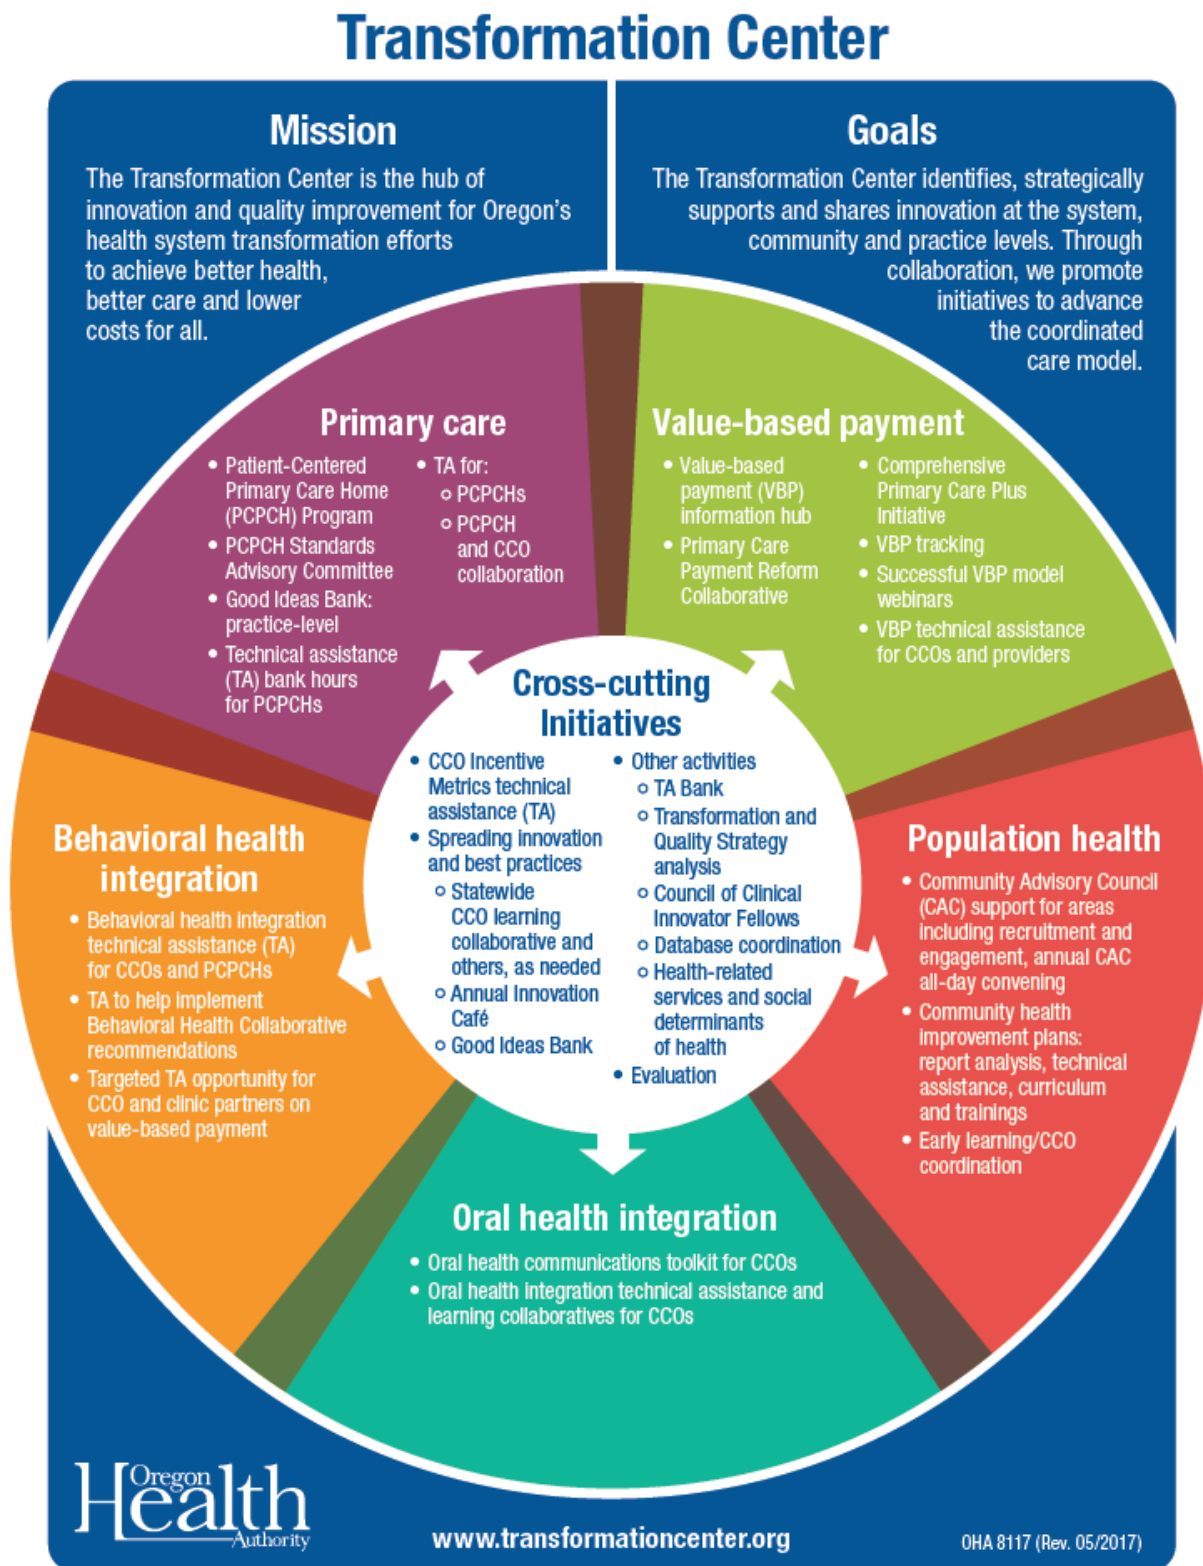 Transformation Center
Mission
The Transformation Center is the hub of
innovation and quality improvement for Oregon's
health system transformation efforts
to achieve better health,
better care and lower
costs for all.
Goals
The Transformation Center identifies, strategically
supports and shares innovation at the system,
community and practice levels. Through
collaboration, we promote
initiatives to advance
the coordinated
care model.
Primary care
• Patient-Centered
Primary Care Home
(PCPCH) Program
• PCPCH Standards
Advisory Committee
• Good Ideas Bank:
practice-level
• Technical assistance
(TA) bank hours
for PCPCHs
• TA for:
o PCPCHs
o PCPCH
and CCO
collaboration
Value-based payment
• Value-based
payment (VBP)
information hub
• Primary Care
Payment Reform
Collaborative
• Comprehensive
Primary Care Plus
Initiative
• VBP tracking
• Successful VBP model
webinars
• VBP technical assistance
for CCOs and providers
Cross-cutting
Initiatives
• CCO Incentive
Metrics technical
assistance (TA)
• Spreading innovation
and best practices
o Statewide
CCO learning
collaborative and
others, as needed
o Annual Innovation
Café
o Good Ideas Bank
• Other activities
o TA Bank
o Transformation and
Quality Strategy
analysis
o Council of Clinical
Innovator Fellows
o Database coordination
o Health-related
services and social
determinants
of health
• Evaluation
Behavioral health
integration
• Behavioral health integration
technical assistance (TA)
for CCOs and PCPCHs
• TA to help implement
Behavioral Health Collaborative
recommendations
• Targeted TA opportunity for
CCO and clinic partners on
value-based payment
Population health
• Community Advisory Council
(CAC) support for areas
including recruitment and
engagement, annual CAC
all-day convening
• Community health
improvement plans:
report analysis, technical
assistance, curriculum
and trainings
• Early learning/CCO
coordination
Oral health integration
• Oral health communications toolkit for CCOs
• Oral health integration technical assistance and
learning collaboratives for CCOs
Oregon
Health
Authority
www.transformationcenter.org
OHA 8117 (Rev. 05/2017)